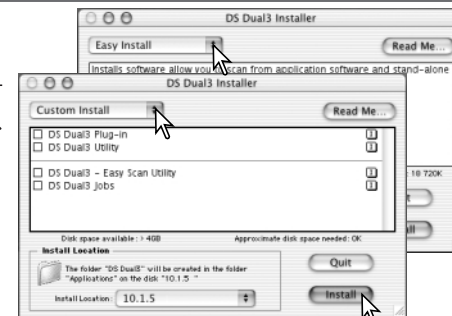 DS Dual3 Installer
Easy Install
Read Me...
Installs software allow you scan from application software and stand-alone
DS Dual3 Installer
Custom Install
Read Me...
DS Dual3 Plug-in
DS Dual3 Utility
DS Dual3 - Easy Scan Utility
DS Dual3 Jobs
: 18 720K
Disk space available : > 4GB
Approximate disk space needed: 0K
Install Location
The folder "DS Dual3" will be created in the folder
"Applications" on the disk "10.1.5 "
Install Location: 10.1.5
Quit
Install